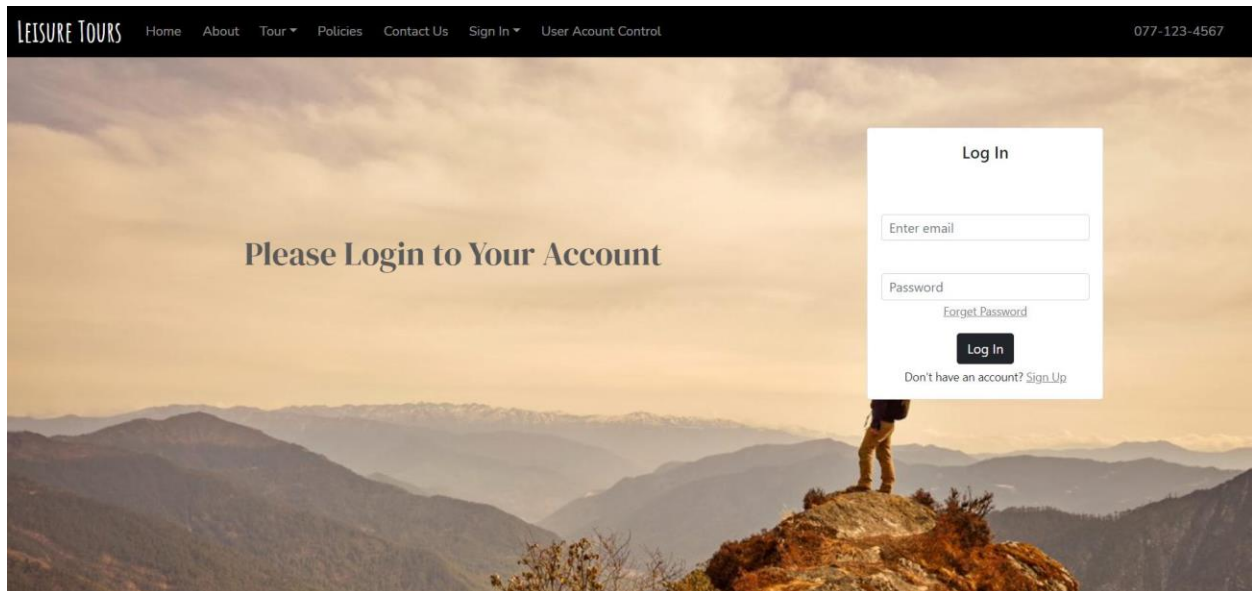 LEISURE TOURS Home About Tour Policies Contact Us Sign In User Acount Control 077-123-4567
Log In
Enter email
Please Login to Your Account
Password
Forget Password
Log In
Don't have an account? Sign Up